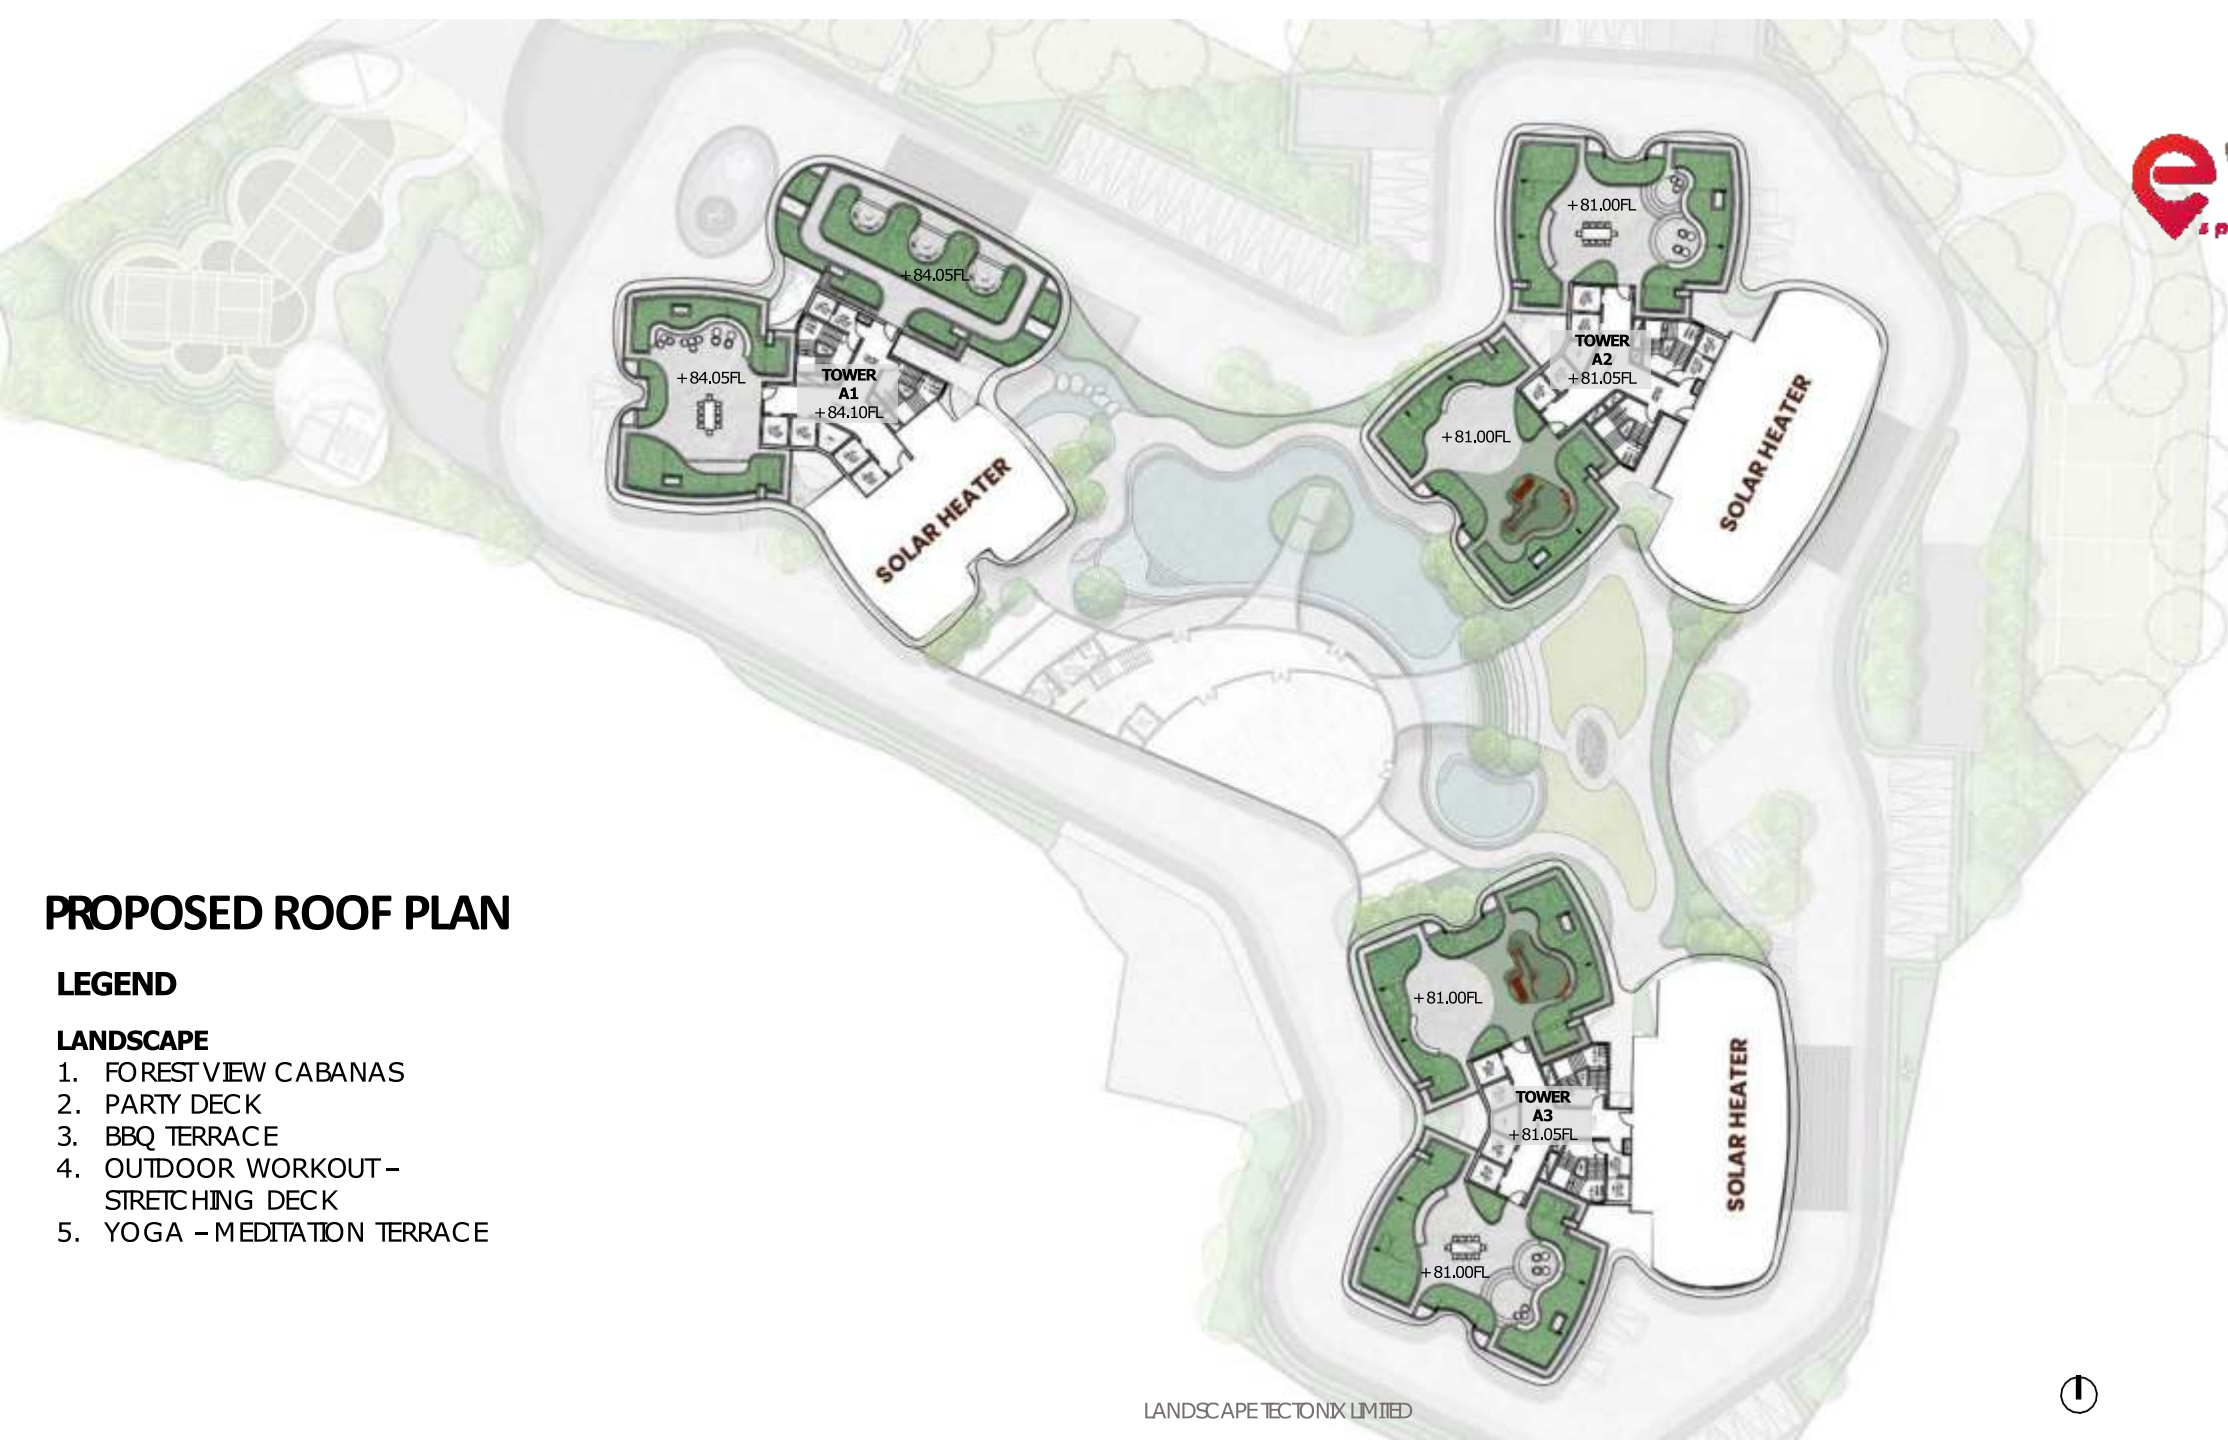 +81.00FL
+84.05FL
TOWER
A2
+81.05FL
+84.05FL
TOWER
A1
+84.10FL
+81.00FL
SOLAR HEATER
SOLAR HEATER
PROPOSED ROOF PLAN
LEGEND
LANDSCAPE
1. FOREST VIEW CABANAS
2. PARTY DECK
3. BBQ TERRACE
4. OUTDOOR WORKOUT –
STRETCHING DECK
5. YOGA – MEDITATION TERRACE
+81.00FL
TOWER
A3
+81.05FL
SOLAR HEATER
+81.00FL
LANDSCAPE TECTONIX LIMITED